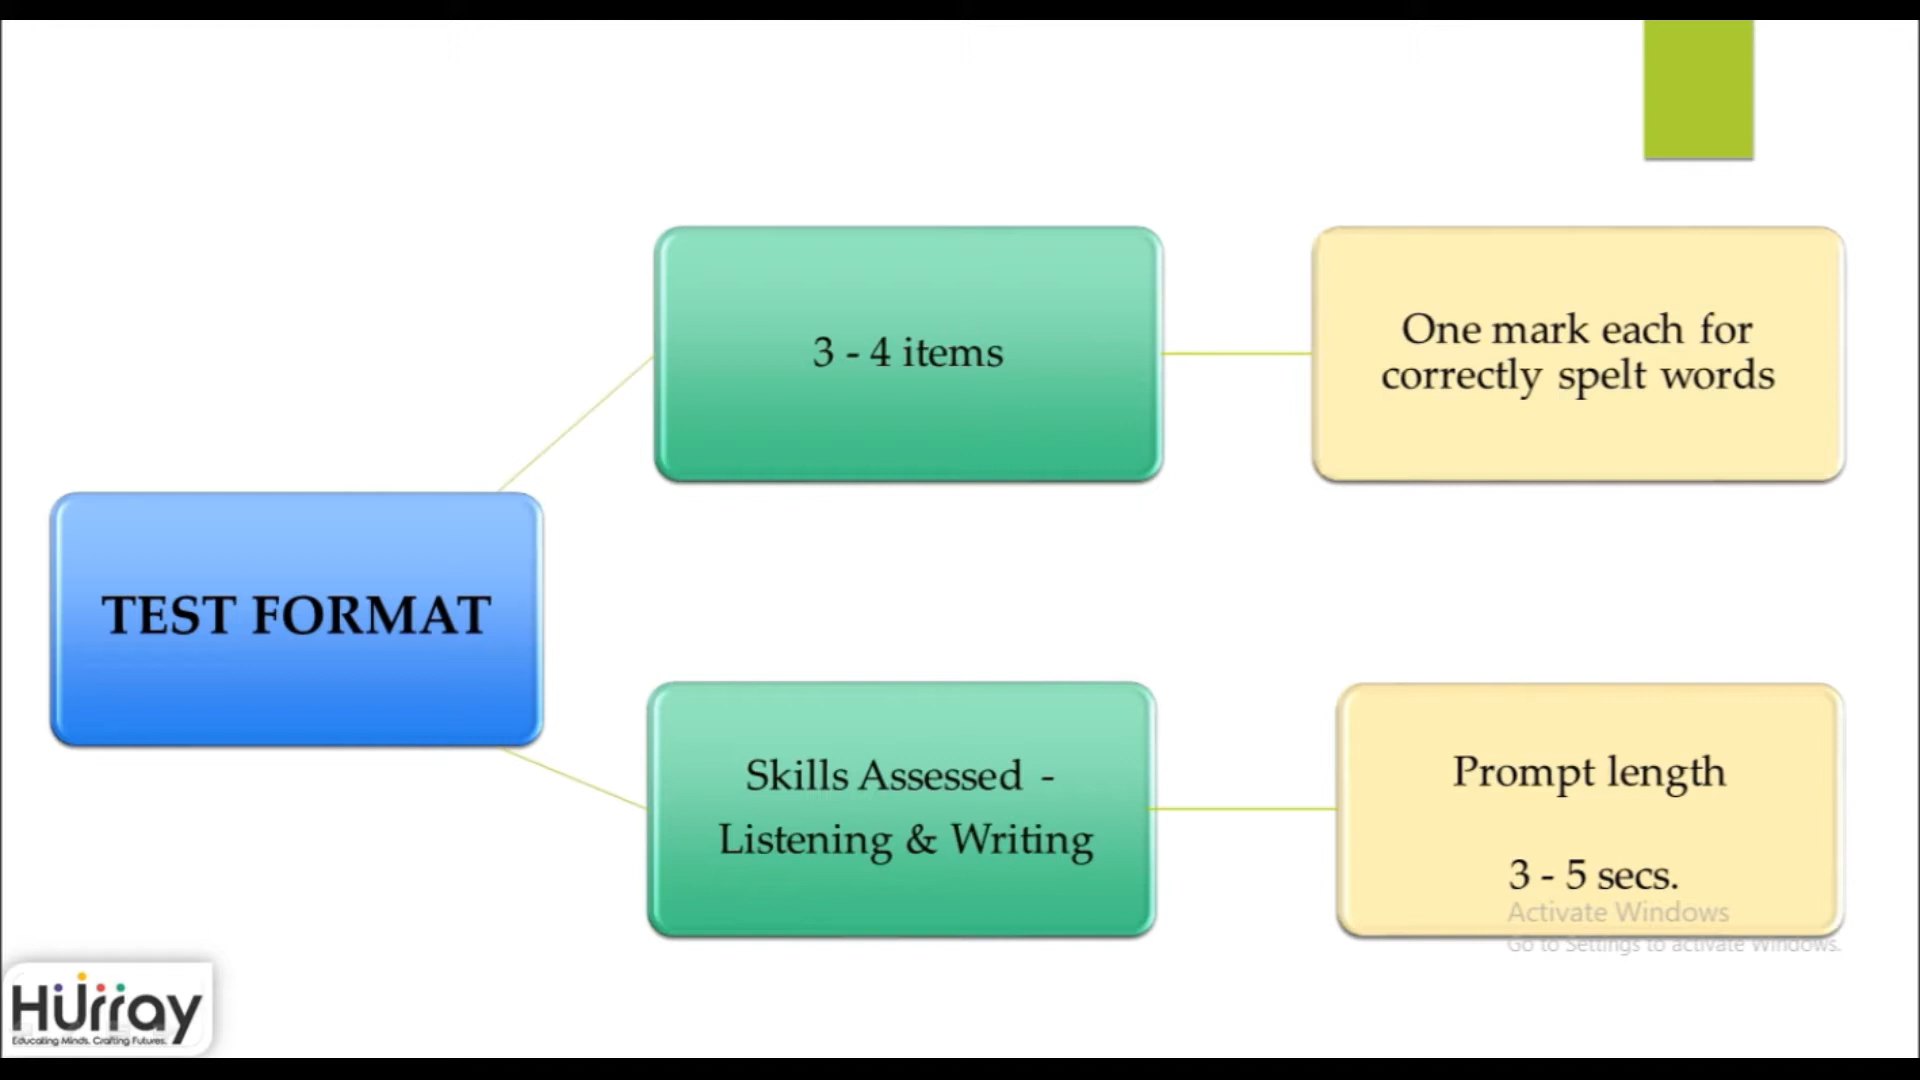 3 - 4 items
One mark each for
correctly spelt words
TEST FORMAT
Skills Assessed -
Listening & Writing
Prompt length
3 - 5 secs.
Activate Windows
Go to Settings to activate Windows.
Hurray
Educating Minds. Crafting Futures.